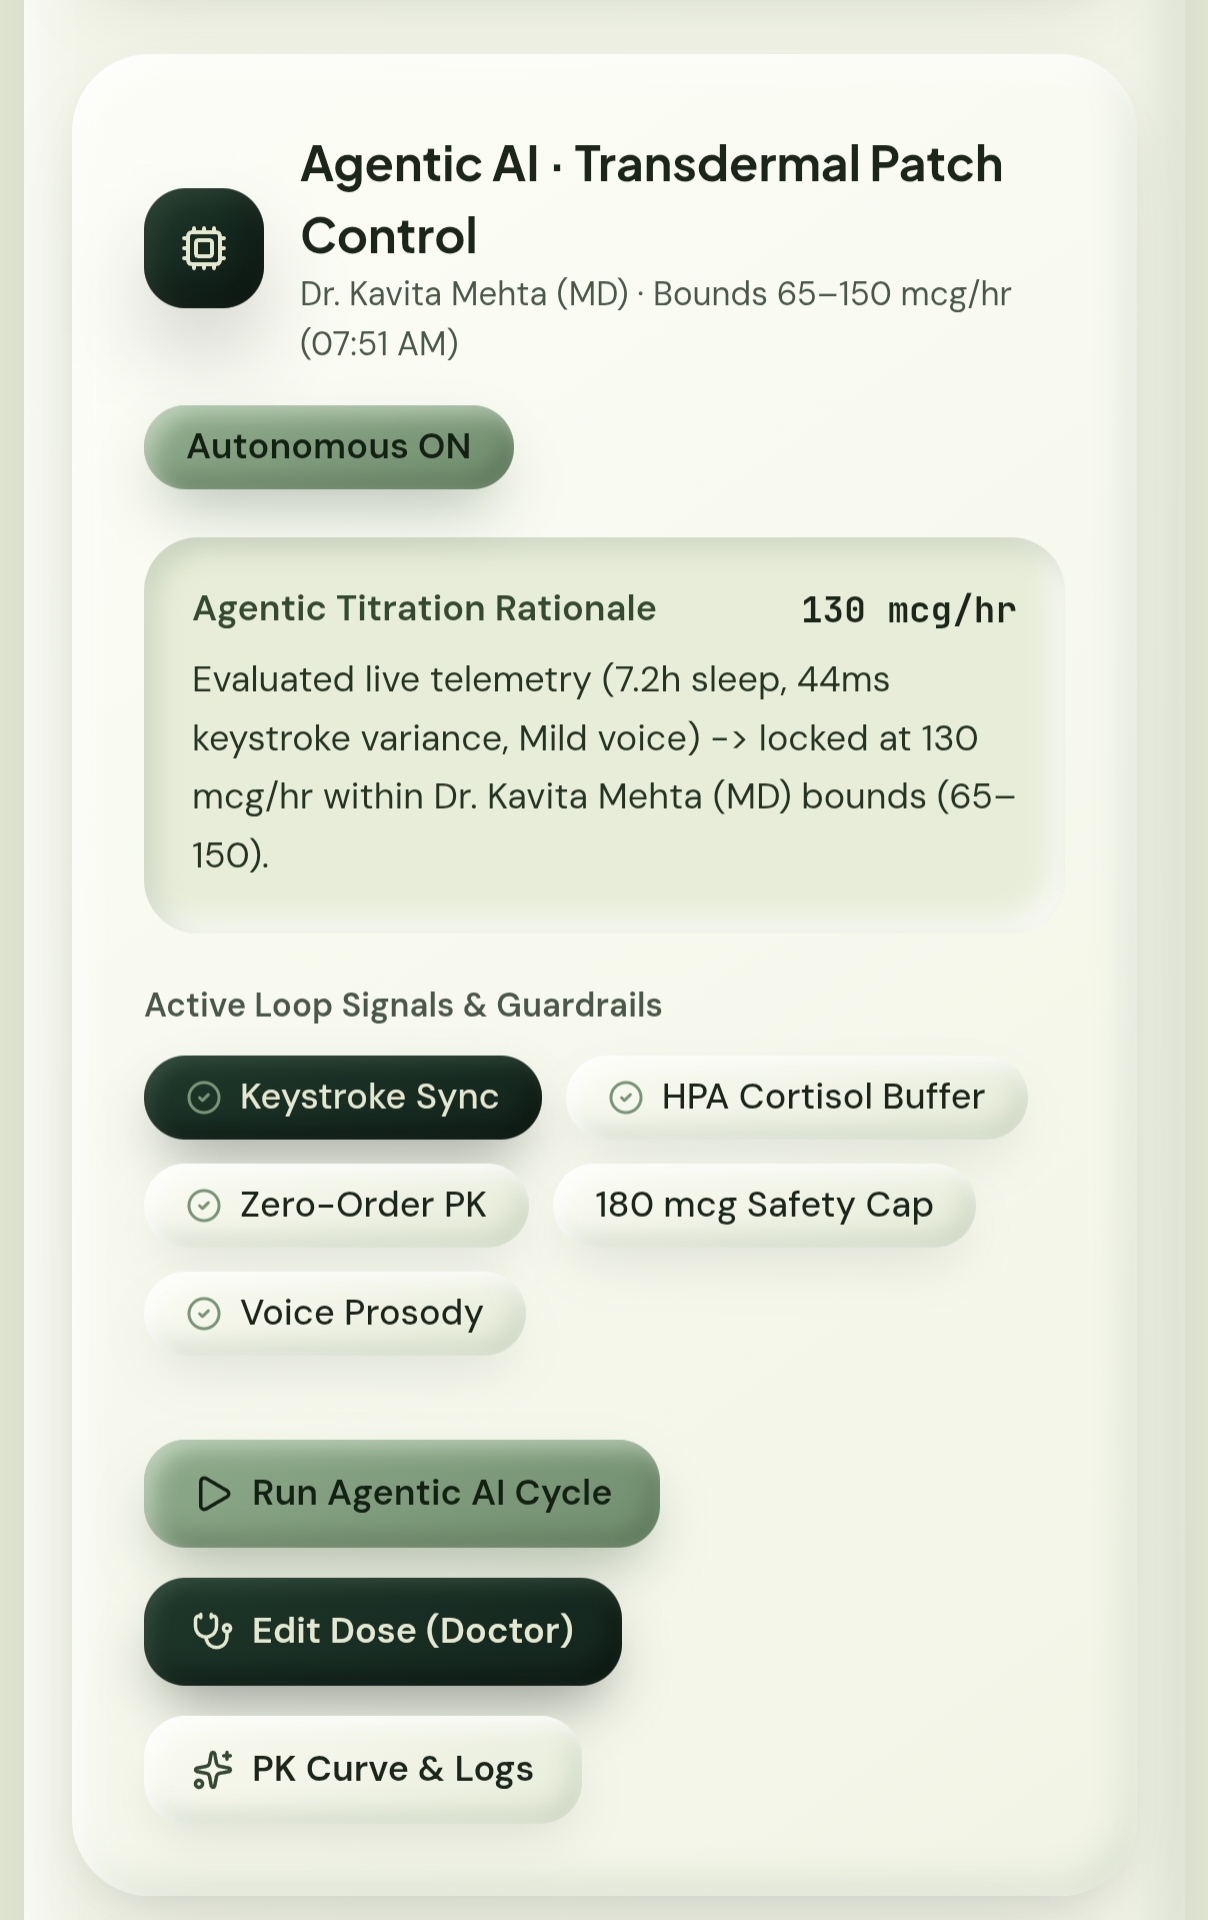 Agentic AI · Transdermal Patch
Control
Dr. Kavita Mehta (MD) · Bounds 65–150 mcg/hr
(07:51 AM)
Autonomous ON
Agentic Titration Rationale
130 mcg/hr
Evaluated live telemetry (7.2h sleep, 44ms
keystroke variance, Mild voice) -> locked at 130
mcg/hr within Dr. Kavita Mehta (MD) bounds (65–
150).
Active Loop Signals & Guardrails
Keystroke Sync
HPA Cortisol Buffer
Zero-Order PK
180 mcg Safety Cap
Voice Prosody
Run Agentic AI Cycle
Edit Dose (Doctor)
PK Curve & Logs